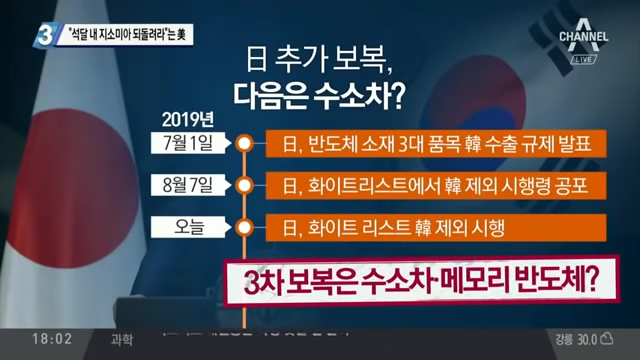 3 "석달 내 지소미아 되돌려라"는 美
CHANNEL A
LIVE
日 추가 보복,
다음은 수소차?
2019년
7월 1일 日, 반도체 소재 3대 품목 韓 수출 규제 발표
8월 7일 日, 화이트리스트에서 韓 제외 시행령 공포
오늘 日, 화이트 리스트 韓 제외 시행
3차 보복은 수소차·메모리 반도체?
18:02 과학
강릉 30.0